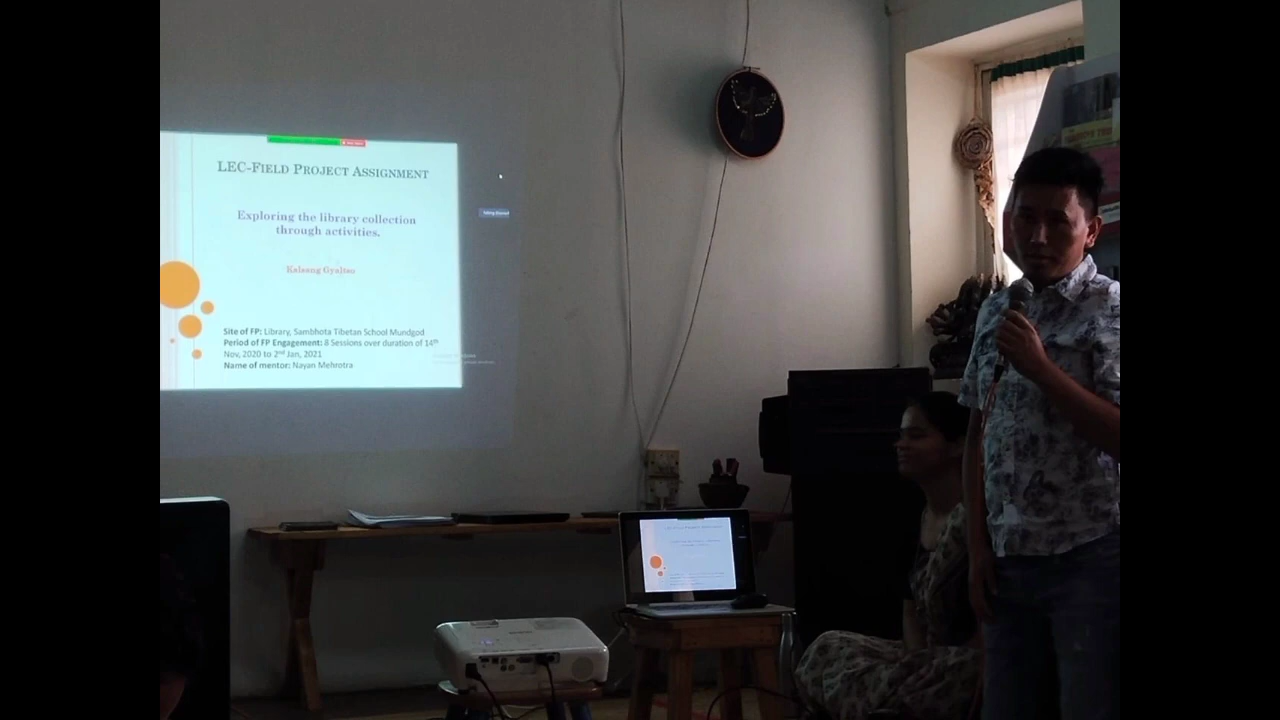 LEC-FIELD PROJECT ASSIGNMENT
Exploring the library collection
through activities.
Kalsang Gyaltso
Site of FP: Library, Sambhota Tibetan School Mundgod
Period of FP Engagement: 8 Sessions over duration of 14th
Nov, 2020 to 2nd Jan, 2021
Name of mentor: Nayan Mehrotra